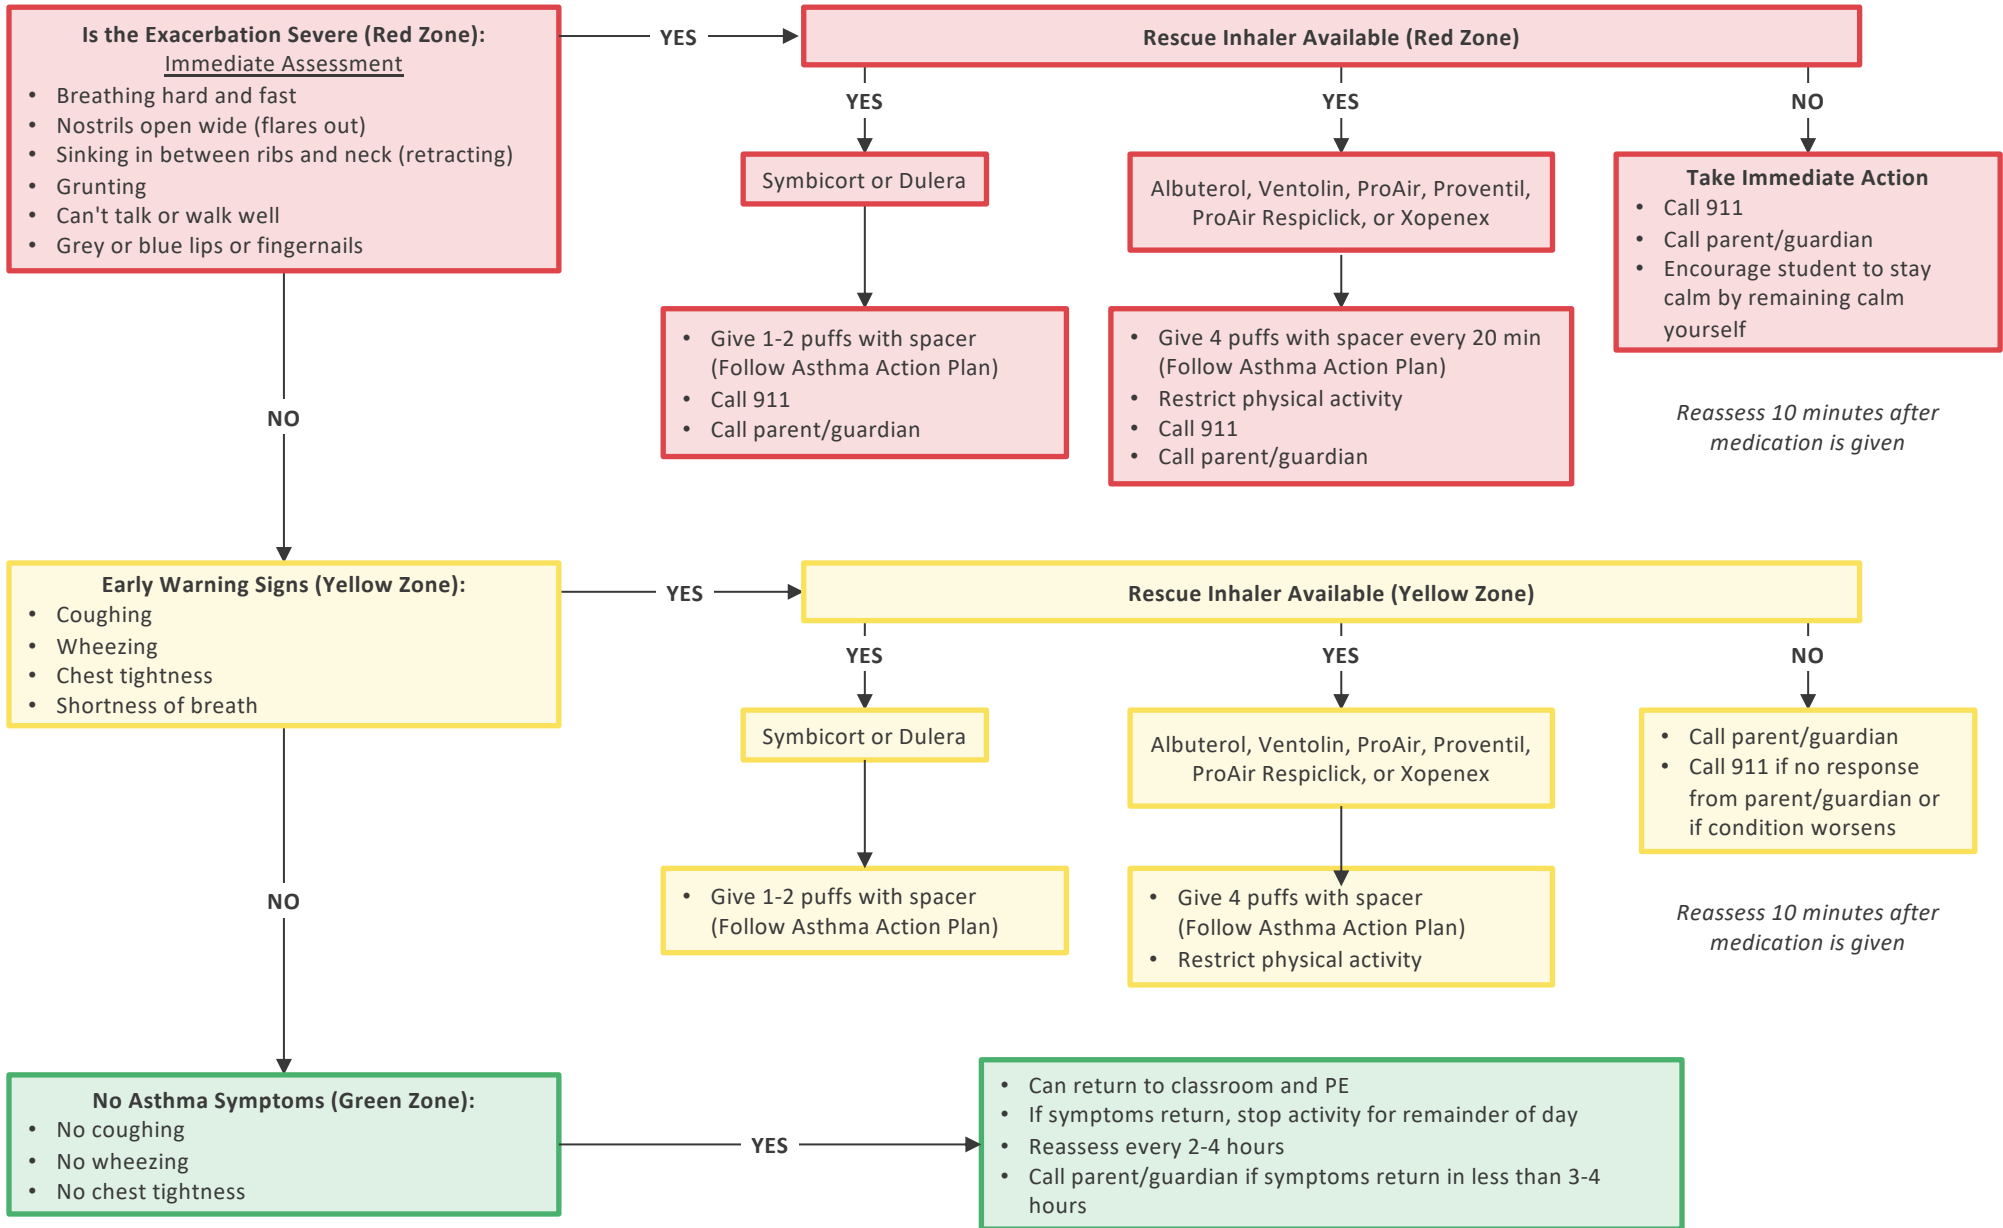 Is the Exacerbation Severe (Red Zone):
Immediate Assessment
• Breathing hard and fast
• Nostrils open wide (flares out)
• Sinking in between ribs and neck (retracting)
• Grunting
• Can't talk or walk well
• Grey or blue lips or fingernails
YES
Rescue Inhaler Available (Red Zone)
YES
YES
NO
Symbicort or Dulera
Albuterol, Ventolin, ProAir, Proventil,
ProAir Respiclick, or Xopenex
Take Immediate Action
• Call 911
• Call parent/guardian
• Encourage student to stay
calm by remaining calm
yourself
• Give 1-2 puffs with spacer
(Follow Asthma Action Plan)
• Call 911
• Call parent/guardian
• Give 4 puffs with spacer every 20 min
(Follow Asthma Action Plan)
• Restrict physical activity
• Call 911
• Call parent/guardian
Reassess 10 minutes after
medication is given
NO
Early Warning Signs (Yellow Zone):
• Coughing
• Wheezing
• Chest tightness
• Shortness of breath
YES
Rescue Inhaler Available (Yellow Zone)
YES
YES
NO
Symbicort or Dulera
Albuterol, Ventolin, ProAir, Proventil,
ProAir Respiclick, or Xopenex
• Call parent/guardian
• Call 911 if no response
from parent/guardian or
if condition worsens
• Give 1-2 puffs with spacer
(Follow Asthma Action Plan)
• Give 4 puffs with spacer
(Follow Asthma Action Plan)
• Restrict physical activity
Reassess 10 minutes after
medication is given
NO
No Asthma Symptoms (Green Zone):
• No coughing
• No wheezing
• No chest tightness
YES
• Can return to classroom and PE
• If symptoms return, stop activity for remainder of day
• Reassess every 2-4 hours
• Call parent/guardian if symptoms return in less than 3-4
hours